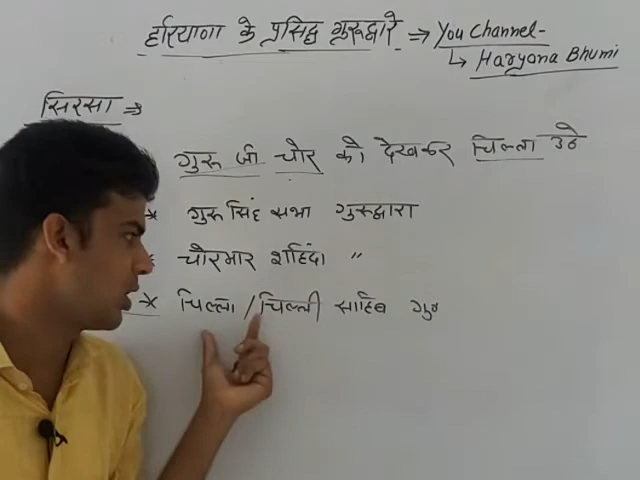 हरियाणा के प्रसिद्ध गुरुद्वारे ⇒ You Channel-
↳ Haryana Bhumi
सिरसा ⇒
गुरु जी चोर को देखकर चिल्ला उठे
* गुरु सिंह सभा गुरुद्वारा
* चोरमार शहिदा "
* चिल्ला / चिल्ली साहिब गुरु